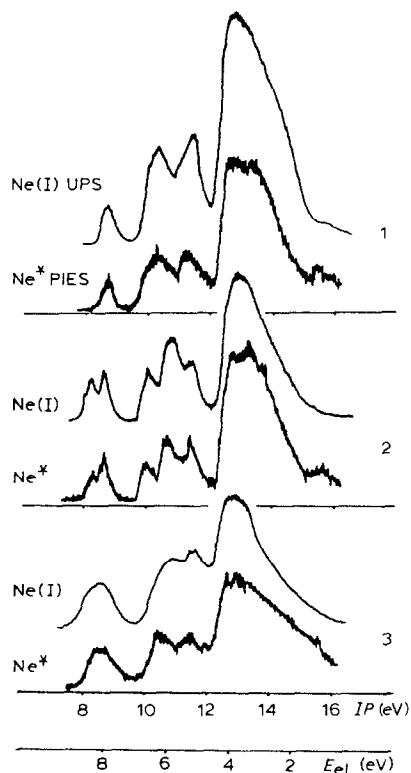 Ne(I) UPS
1
Ne* PIES
Ne(I)
2
Ne*
Ne(I)
3
Ne*
8 10 12 14 16 IP (eV)
8 6 4 2 Eel (eV)